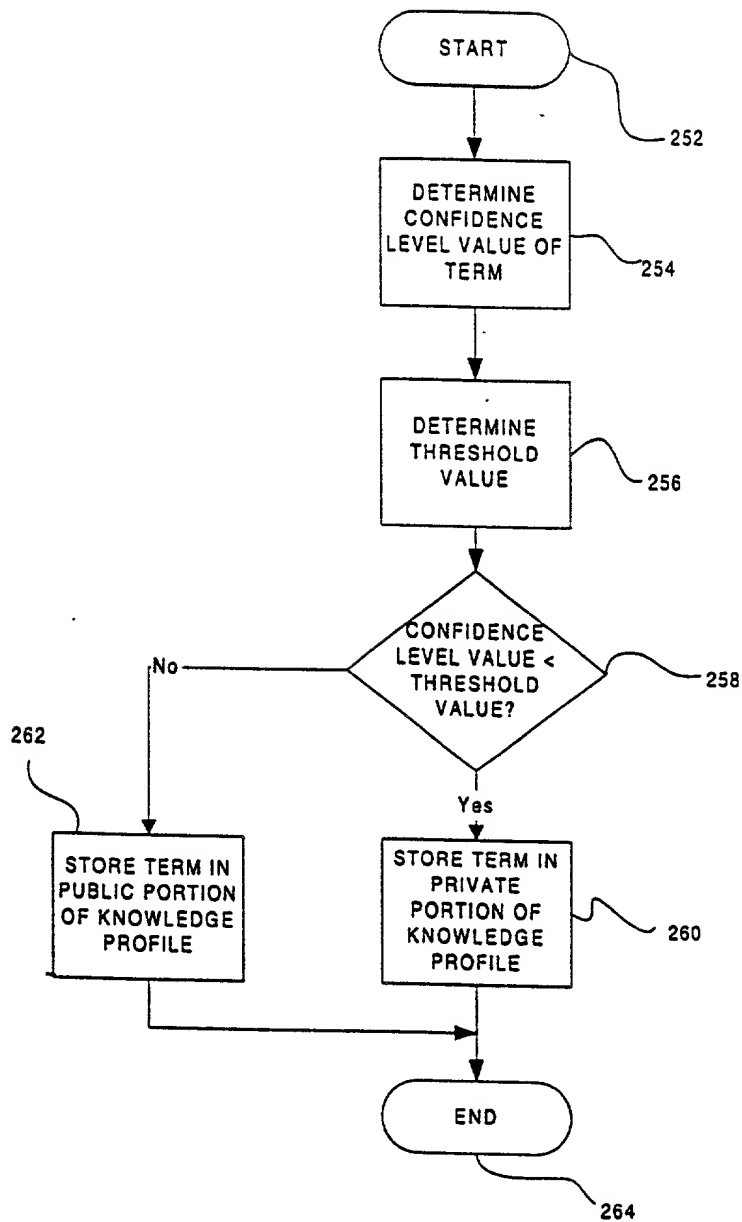 START
252
DETERMINE
CONFIDENCE
LEVEL VALUE OF
TERM
254
DETERMINE
THRESHOLD
VALUE
256
CONFIDENCE
LEVEL VALUE <
THRESHOLD
VALUE?
258
No
Yes
262
STORE TERM IN
PUBLIC PORTION
OF KNOWLEDGE
PROFILE
STORE TERM IN
PRIVATE
PORTION OF
KNOWLEDGE
PROFILE
260
END
264